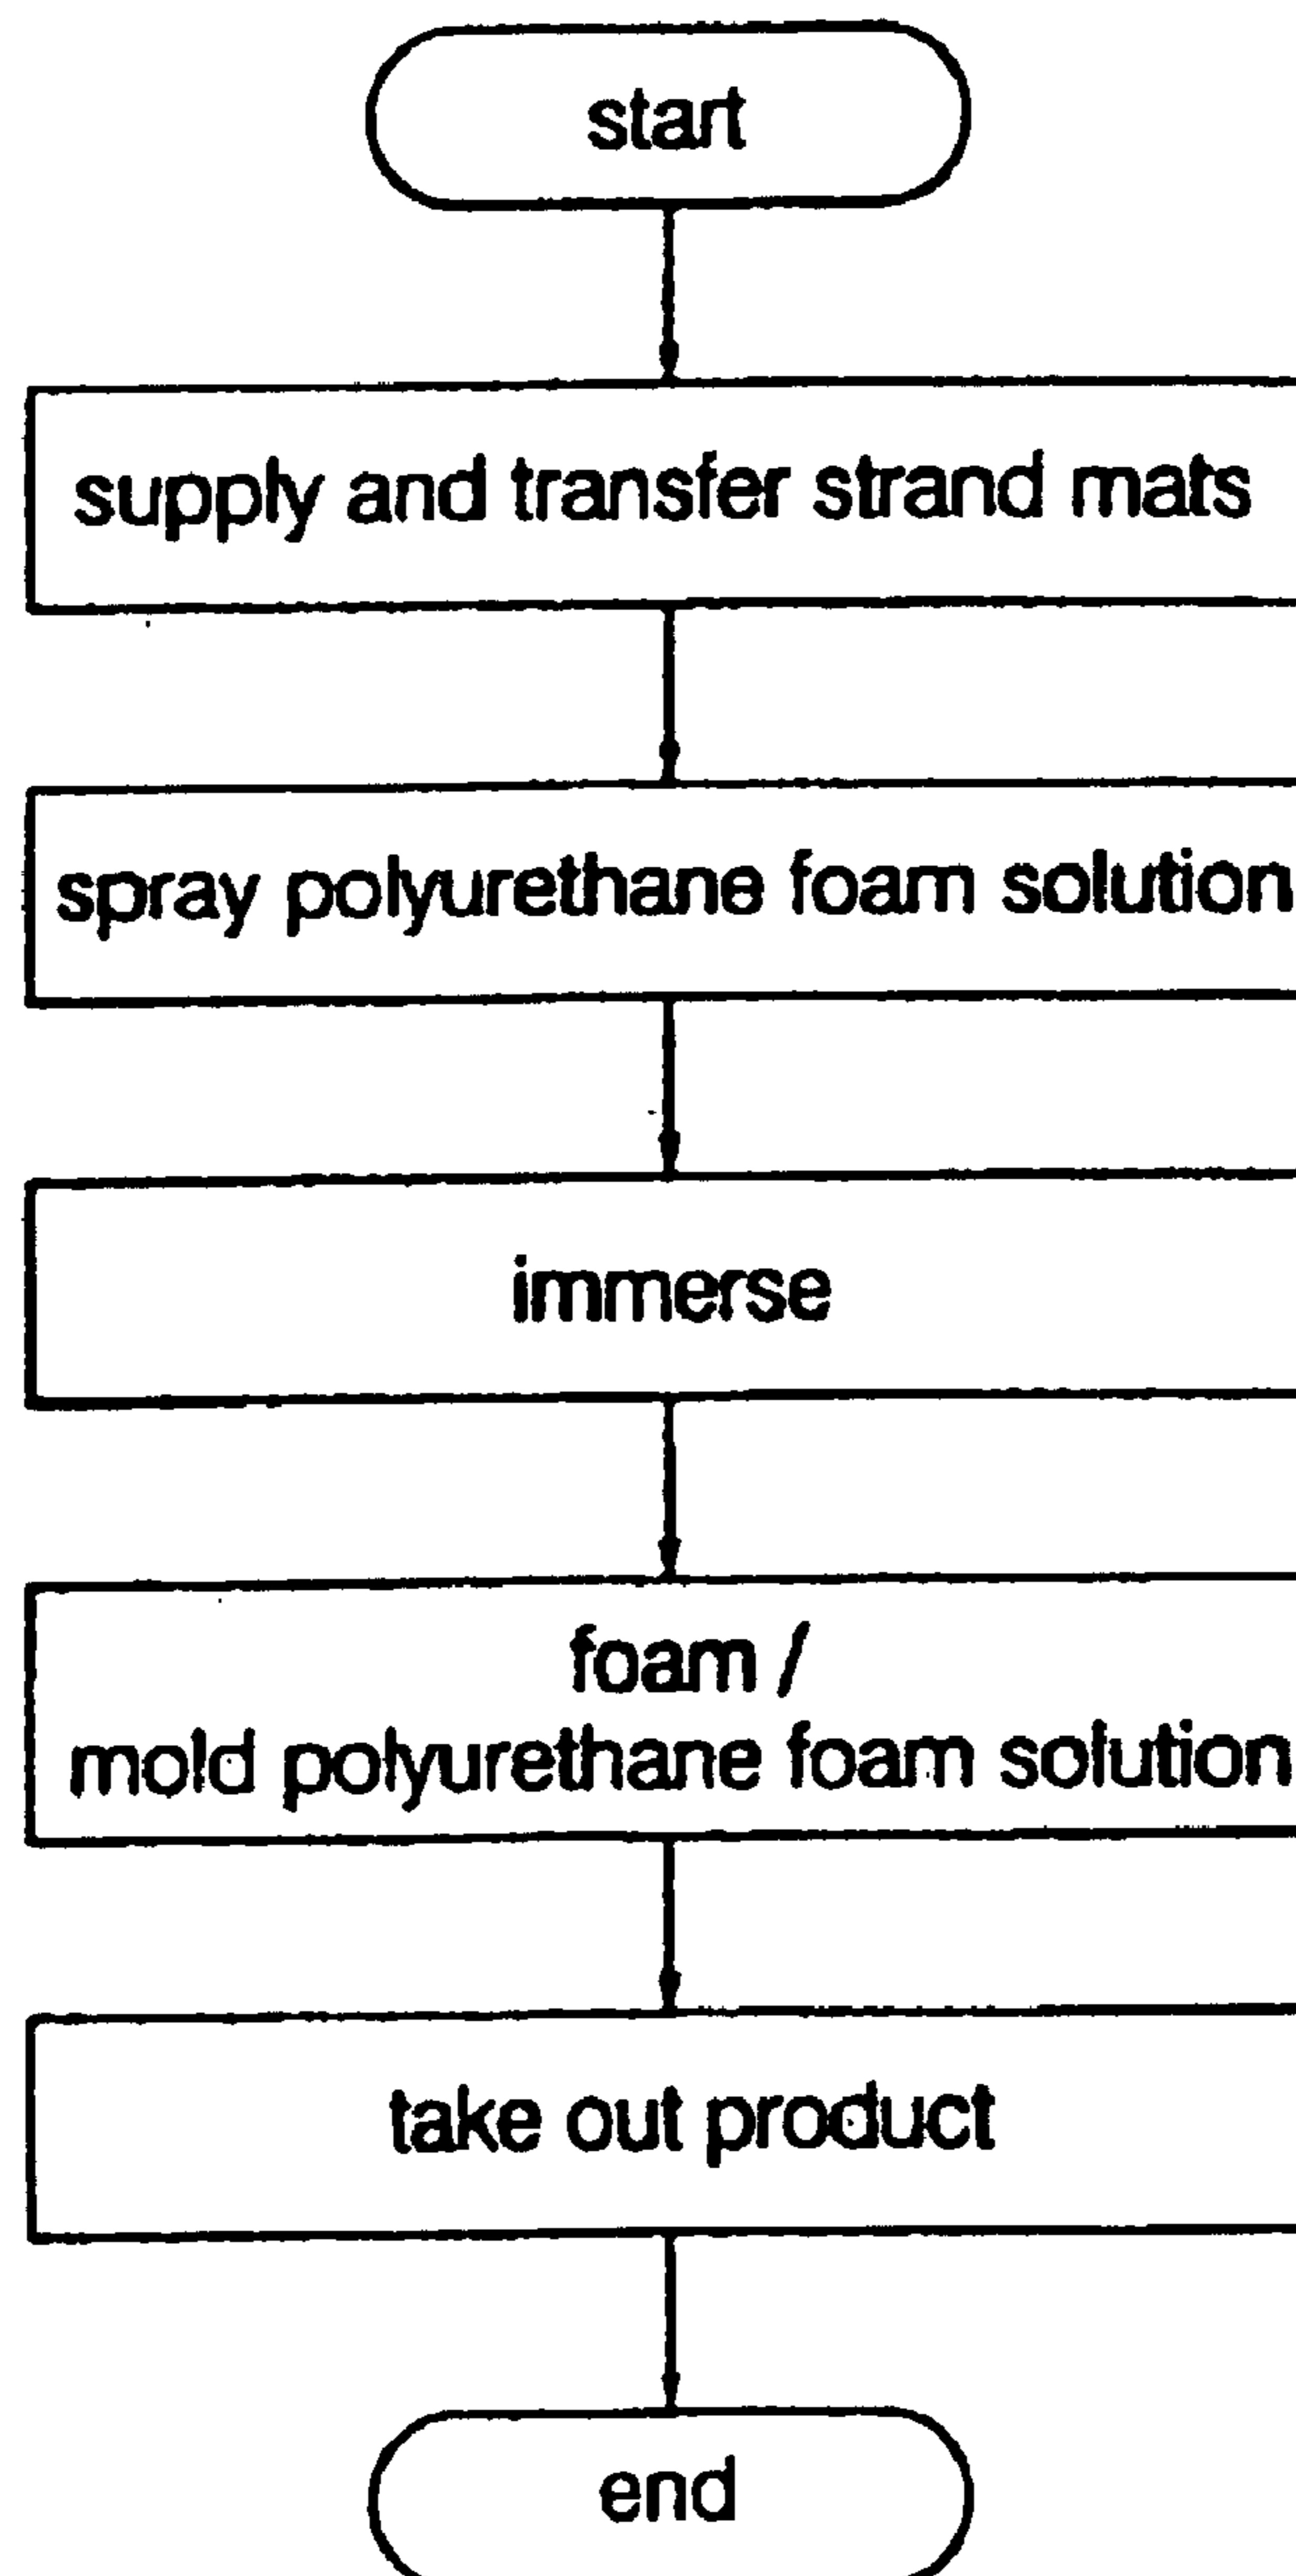 start
supply and transfer strand mats
spray polyurethane foam solution
immerse
foam /
mold polyurethane foam solution
take out product
end